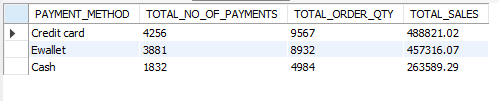 PAYMENT_METHOD TOTAL_NO_OF_PAYMENTS TOTAL_ORDER_QTY TOTAL_SALES
Credit card 4256 9567 488821.02
Ewallet 3881 8932 457316.07
Cash 1832 4984 263589.29